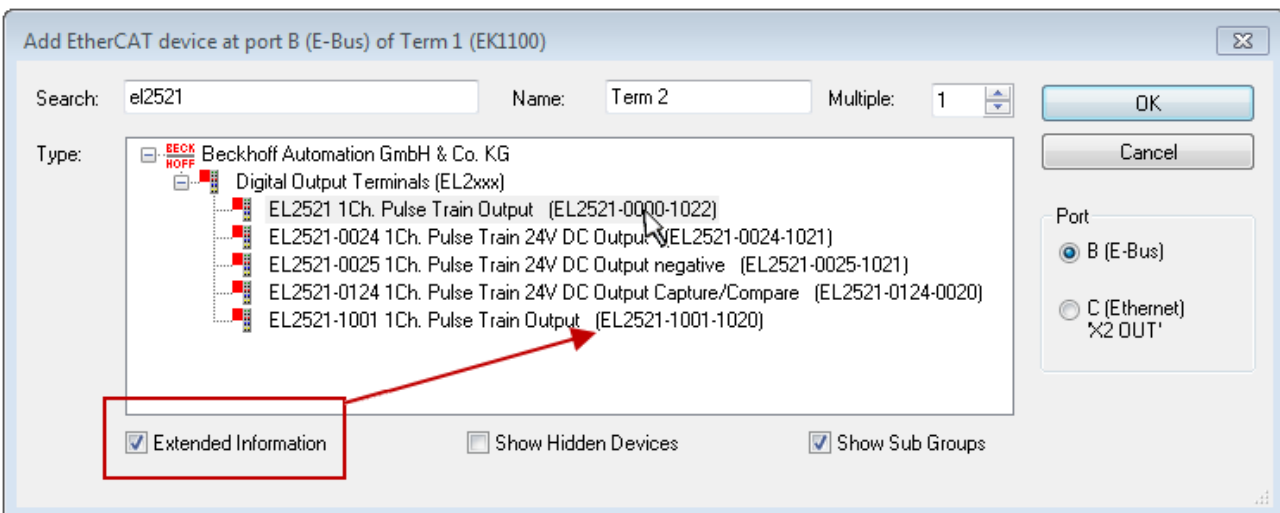 Add EtherCAT device at port B (E-Bus) of Term 1 (EK1100)
Search: el2521 Name: Term 2 Multiple: 1 OK
Type: BECK HOFF Beckhoff Automation GmbH & Co. KG Cancel
Digital Output Terminals (EL2xxx)
EL2521 1Ch. Pulse Train Output (EL2521-0000-1022)
EL2521-0024 1Ch. Pulse Train 24V DC Output (EL2521-0024-1021)
EL2521-0025 1Ch. Pulse Train 24V DC Output negative (EL2521-0025-1021)
EL2521-0124 1Ch. Pulse Train 24V DC Output Capture/Compare (EL2521-0124-0020)
EL2521-1001 1Ch. Pulse Train Output (EL2521-1001-1020)
Port
B (E-Bus)
C (Ethernet)
'X2 OUT'
Extended Information Show Hidden Devices Show Sub Groups